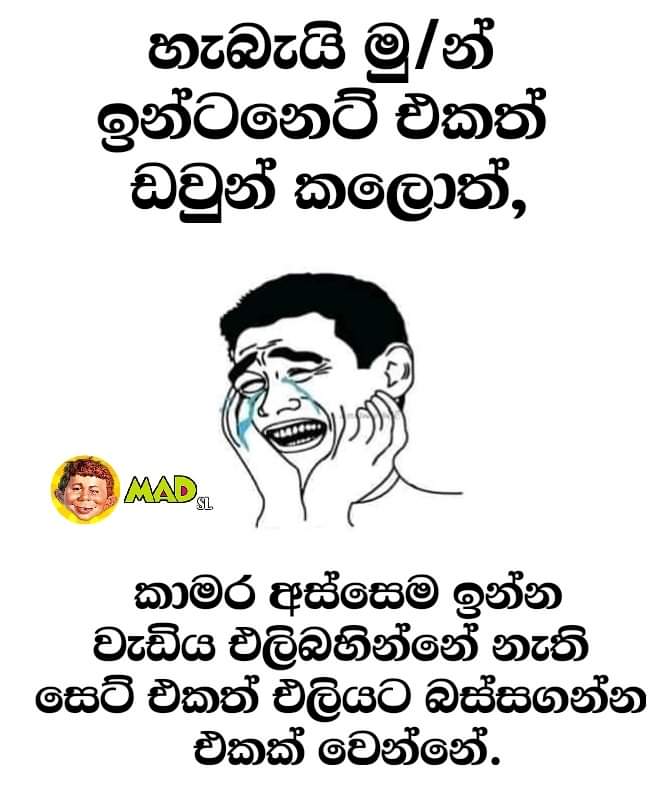 හැබැයි මු/න්
ඉන්ටනෙට් එකත්
ඩවුන් කලොත්,
MAD SL
කාමර අස්සෙම ඉන්න
වැඩිය එලිබහින්නේ නැති
සෙට් එකත් එලියට බස්සගන්න
එකක් වෙන්නේ.